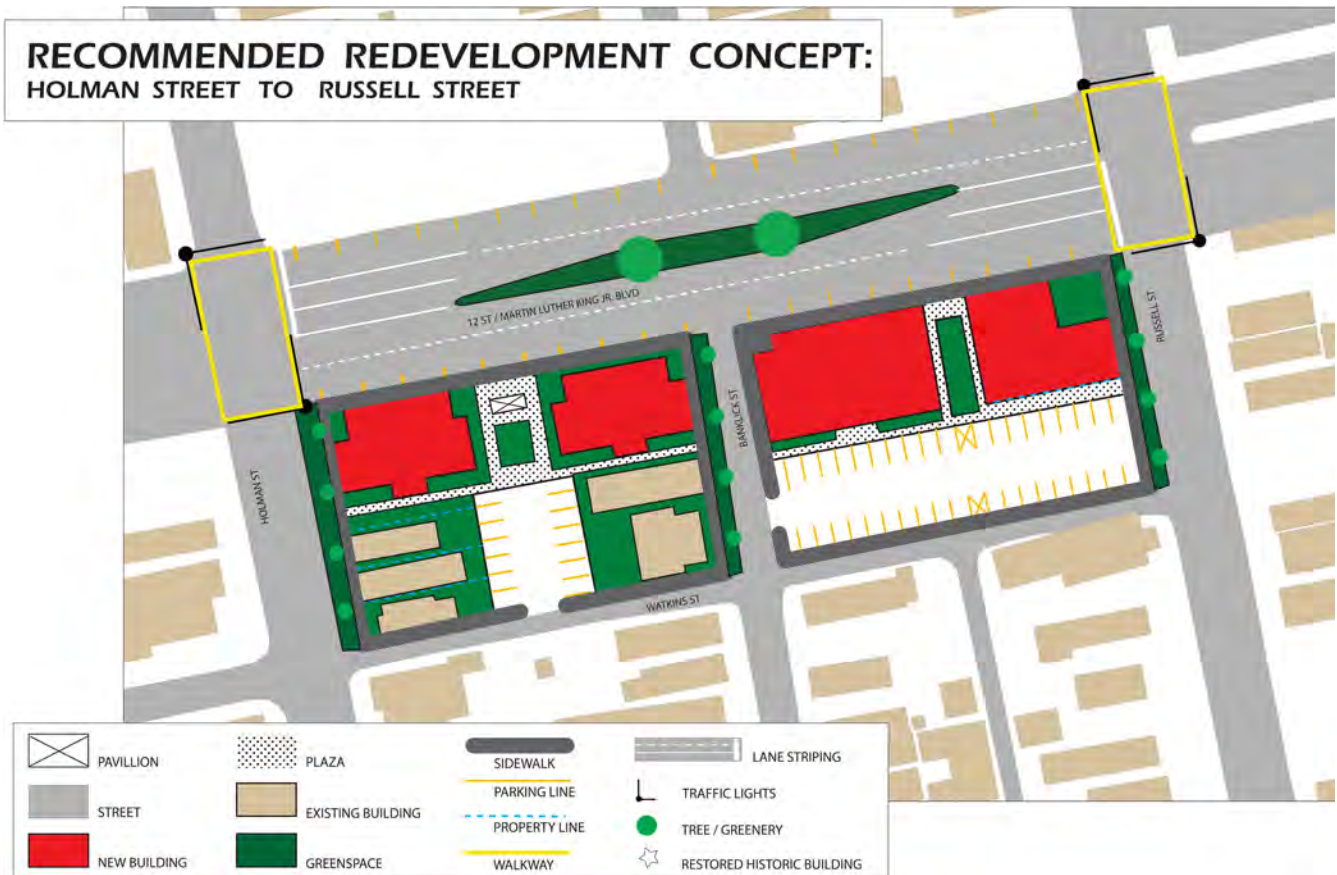 RECOMMENDED REDEVELOPMENT CONCEPT:
HOLMAN STREET TO RUSSELL STREET
12 ST / MARTIN LUTHER KING JR. BLVD
RUSSELL ST
BANKLICK ST
HOLMAN ST
WATKINS ST
PAVILLION
PLAZA
SIDEWALK
LANE STRIPING
STREET
EXISTING BUILDING
PARKING LINE
TRAFFIC LIGHTS
PROPERTY LINE
TREE / GREENERY
NEW BUILDING
GREENSPACE
WALKWAY
RESTORED HISTORIC BUILDING